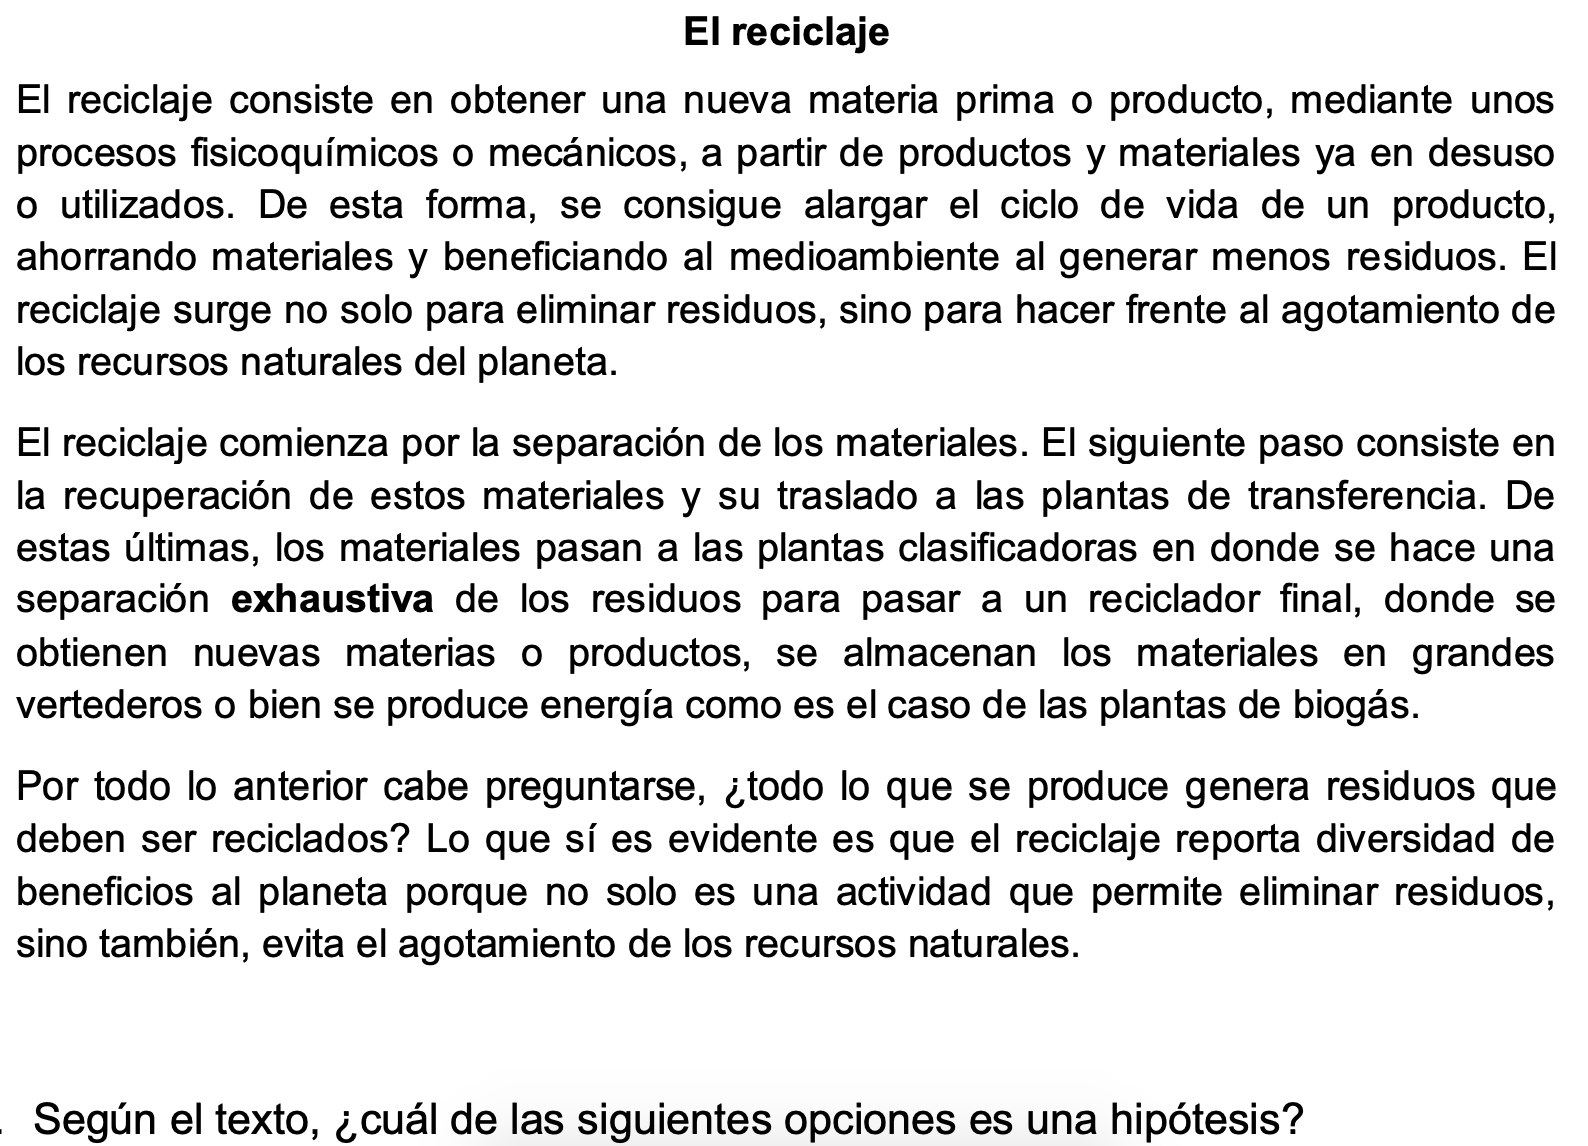 El reciclaje
El reciclaje consiste en obtener una nueva materia prima o producto, mediante unos
procesos fisicoquímicos o mecánicos, a partir de productos y materiales ya en desuso
o utilizados. De esta forma, se consigue alargar el ciclo de vida de un producto,
ahorrando materiales y beneficiando al medioambiente al generar menos residuos. El
reciclaje surge no solo para eliminar residuos, sino para hacer frente al agotamiento de
los recursos naturales del planeta.
El reciclaje comienza por la separación de los materiales. El siguiente paso consiste en
la recuperación de estos materiales y su traslado a las plantas de transferencia. De
estas últimas, los materiales pasan a las plantas clasificadoras en donde se hace una
separación exhaustiva de los residuos para pasar a un reciclador final, donde se
obtienen nuevas materias o productos, se almacenan los materiales en grandes
vertederos o bien se produce energía como es el caso de las plantas de biogás.
Por todo lo anterior cabe preguntarse, ¿todo lo que se produce genera residuos que
deben ser reciclados? Lo que sí es evidente es que el reciclaje reporta diversidad de
beneficios al planeta porque no solo es una actividad que permite eliminar residuos,
sino también, evita el agotamiento de los recursos naturales.
. Según el texto, ¿cuál de las siguientes opciones es una hipótesis?